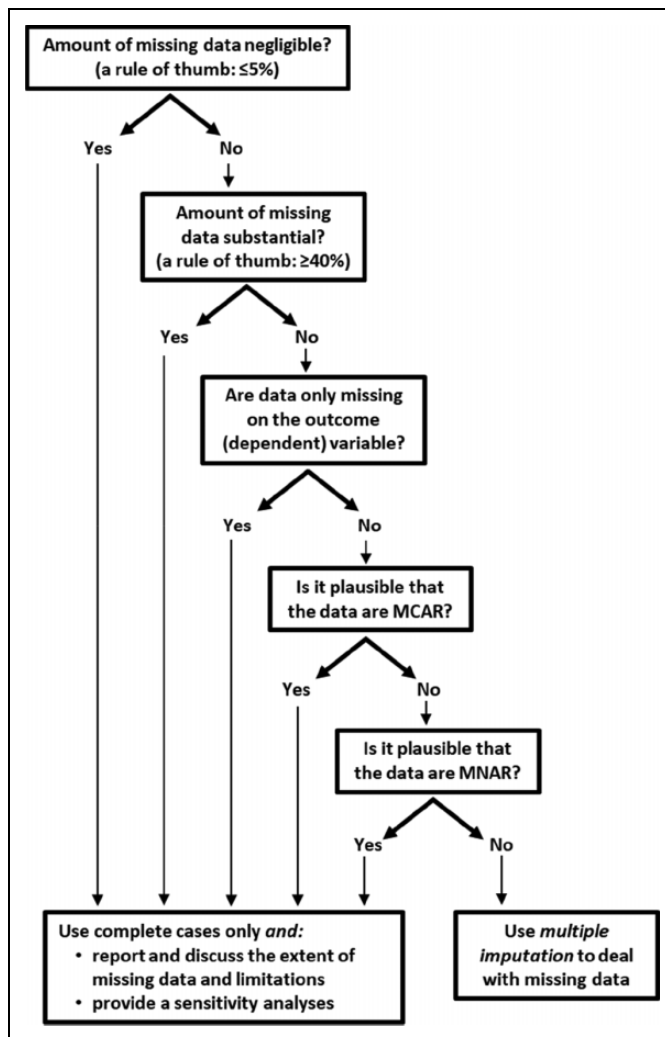 Amount of missing data negligible?
(a rule of thumb: ≤5%)
Yes
No
Amount of missing
data substantial?
(a rule of thumb: ≥40%)
Yes
No
Are data only missing
on the outcome
(dependent) variable?
Yes
No
Is it plausible that
the data are MCAR?
Yes
No
Is it plausible that
the data are MNAR?
Yes
No
Use complete cases only and:
• report and discuss the extent of
missing data and limitations
• provide a sensitivity analyses
Use multiple
imputation to deal
with missing data